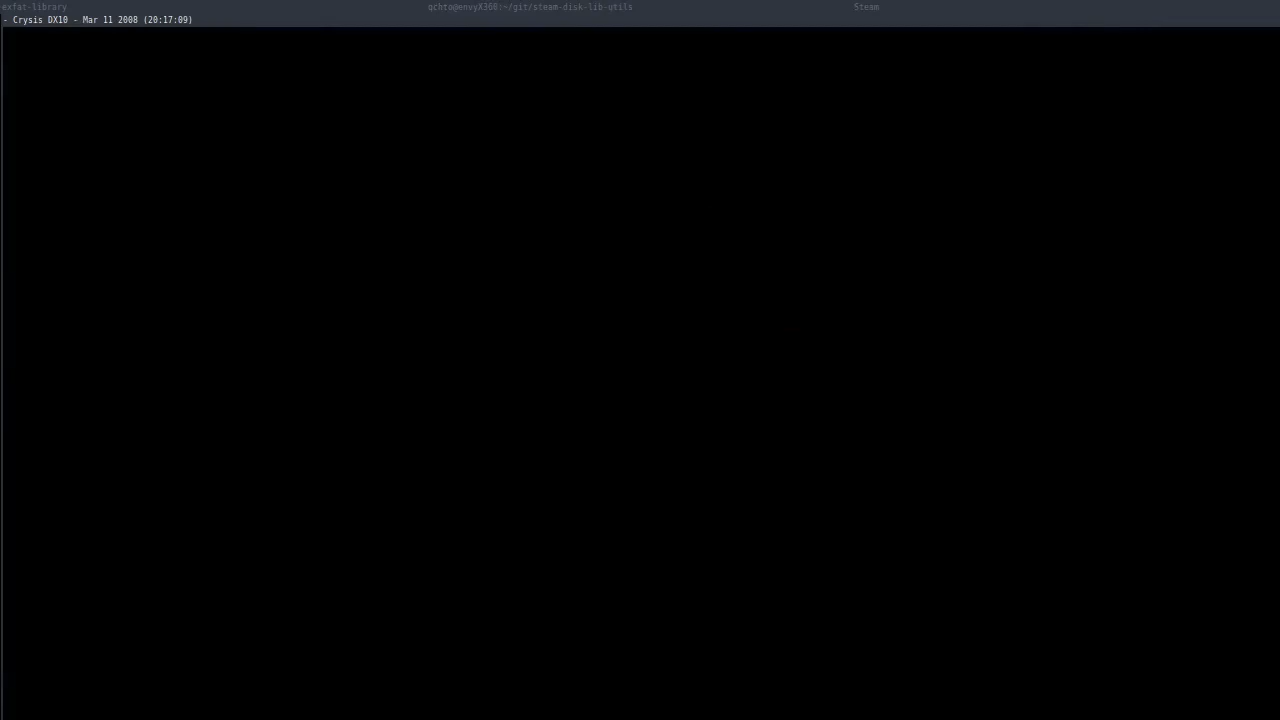 exfat-library
qchto@envyX360:~/git/steam-disk-lib-utils
Steam
- Crysis DX10 - Mar 11 2008 (20:17:09)